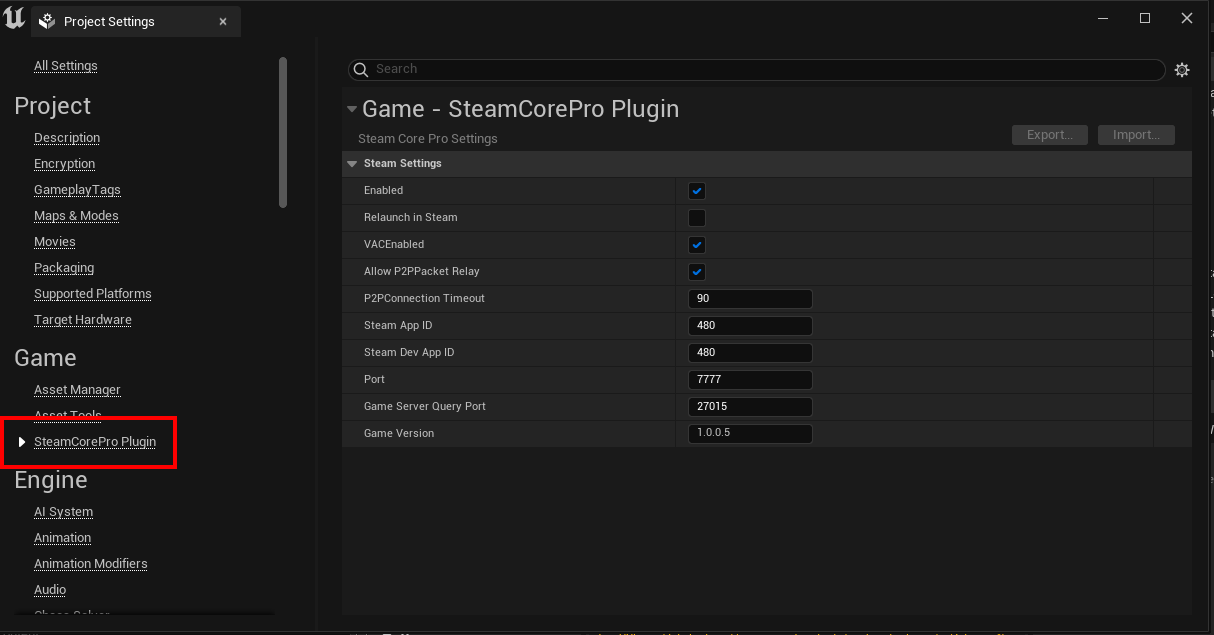 Project Settings
All Settings
Project
Description
Encryption
GameplayTags
Maps & Modes
Movies
Packaging
Supported Platforms
Target Hardware
Game
Asset Manager
Asset Tools
SteamCorePro Plugin
Engine
AI System
Animation
Animation Modifiers
Audio
Search
Game - SteamCorePro Plugin
Steam Core Pro Settings
Export...
Import...
Steam Settings
Enabled
Relaunch in Steam
VACEnabled
Allow P2PPacket Relay
P2PConnection Timeout 90
Steam App ID 480
Steam Dev App ID 480
Port 7777
Game Server Query Port 27015
Game Version 1.0.0.5